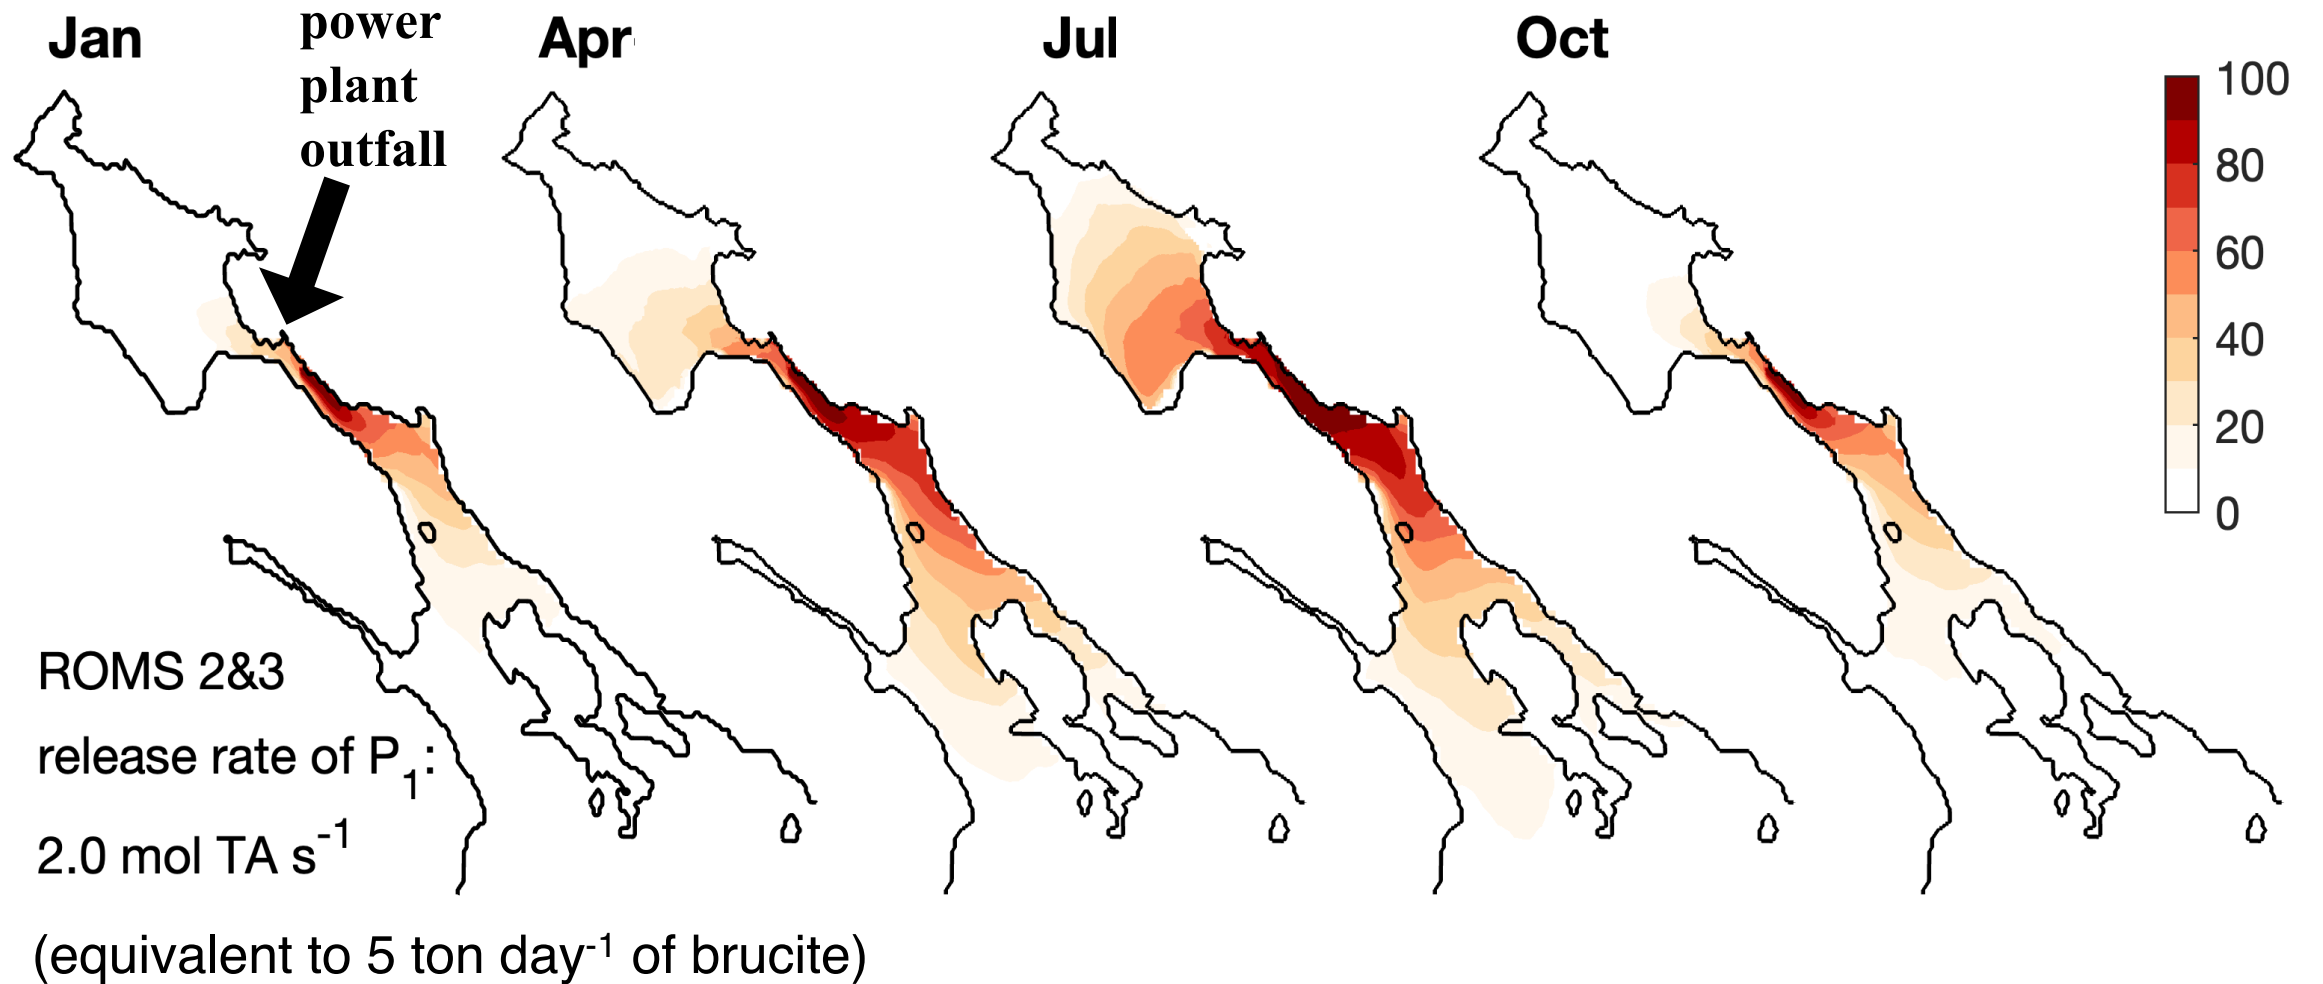 Jan
power
plant
outfall
Apr
Jul
Oct
100
80
60
40
20
0
ROMS 2&3
release rate of P₁:
2.0 mol TA s⁻¹
(equivalent to 5 ton day⁻¹ of brucite)